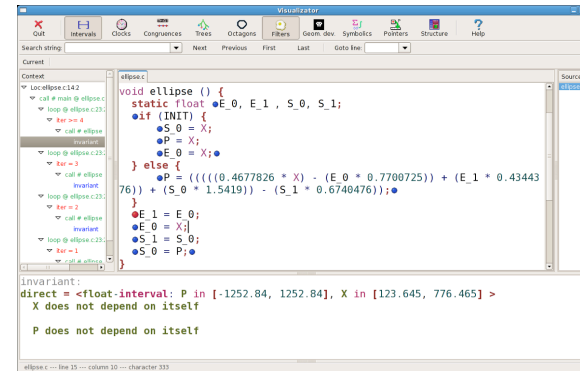 Visualizator
Quit Intervals Clocks Congruences Trees Octagons Filters Geom. dev. Symbolics Pointers Structure Help
Search string: Next Previous First Last Goto line:
Current
Context
Loc:ellipse.c:14:2
call # main @ ellipse.c
loop @ ellipse.c:23:
iter >= 4
call # ellipse
invariant
loop @ ellipse.c:23:
iter = 3
call # ellipse
invariant
loop @ ellipse.c:23:
iter = 2
call # ellipse
invariant
loop @ ellipse.c:23:
iter = 1
call # ellipse
ellipse.c
void ellipse () {
static float E_0, E_1 , S_0, S_1;
if (INIT) {
S_0 = X;
P = X;
E_0 = X;
} else {
P = (((((0.4677826 * X) - (E_0 * 0.7700725)) + (E_1 * 0.43443
76)) + (S_0 * 1.5419)) - (S_1 * 0.6740476));
}
E_1 = E_0;
E_0 = X;
S_1 = S_0;
S_0 = P;
}
Source
ellipse
invariant:
direct = <float-interval: P in [-1252.84, 1252.84], X in [123.645, 776.465] >
X does not depend on itself
P does not depend on itself
ellipse.c --- line 15 --- column 10 --- character 333